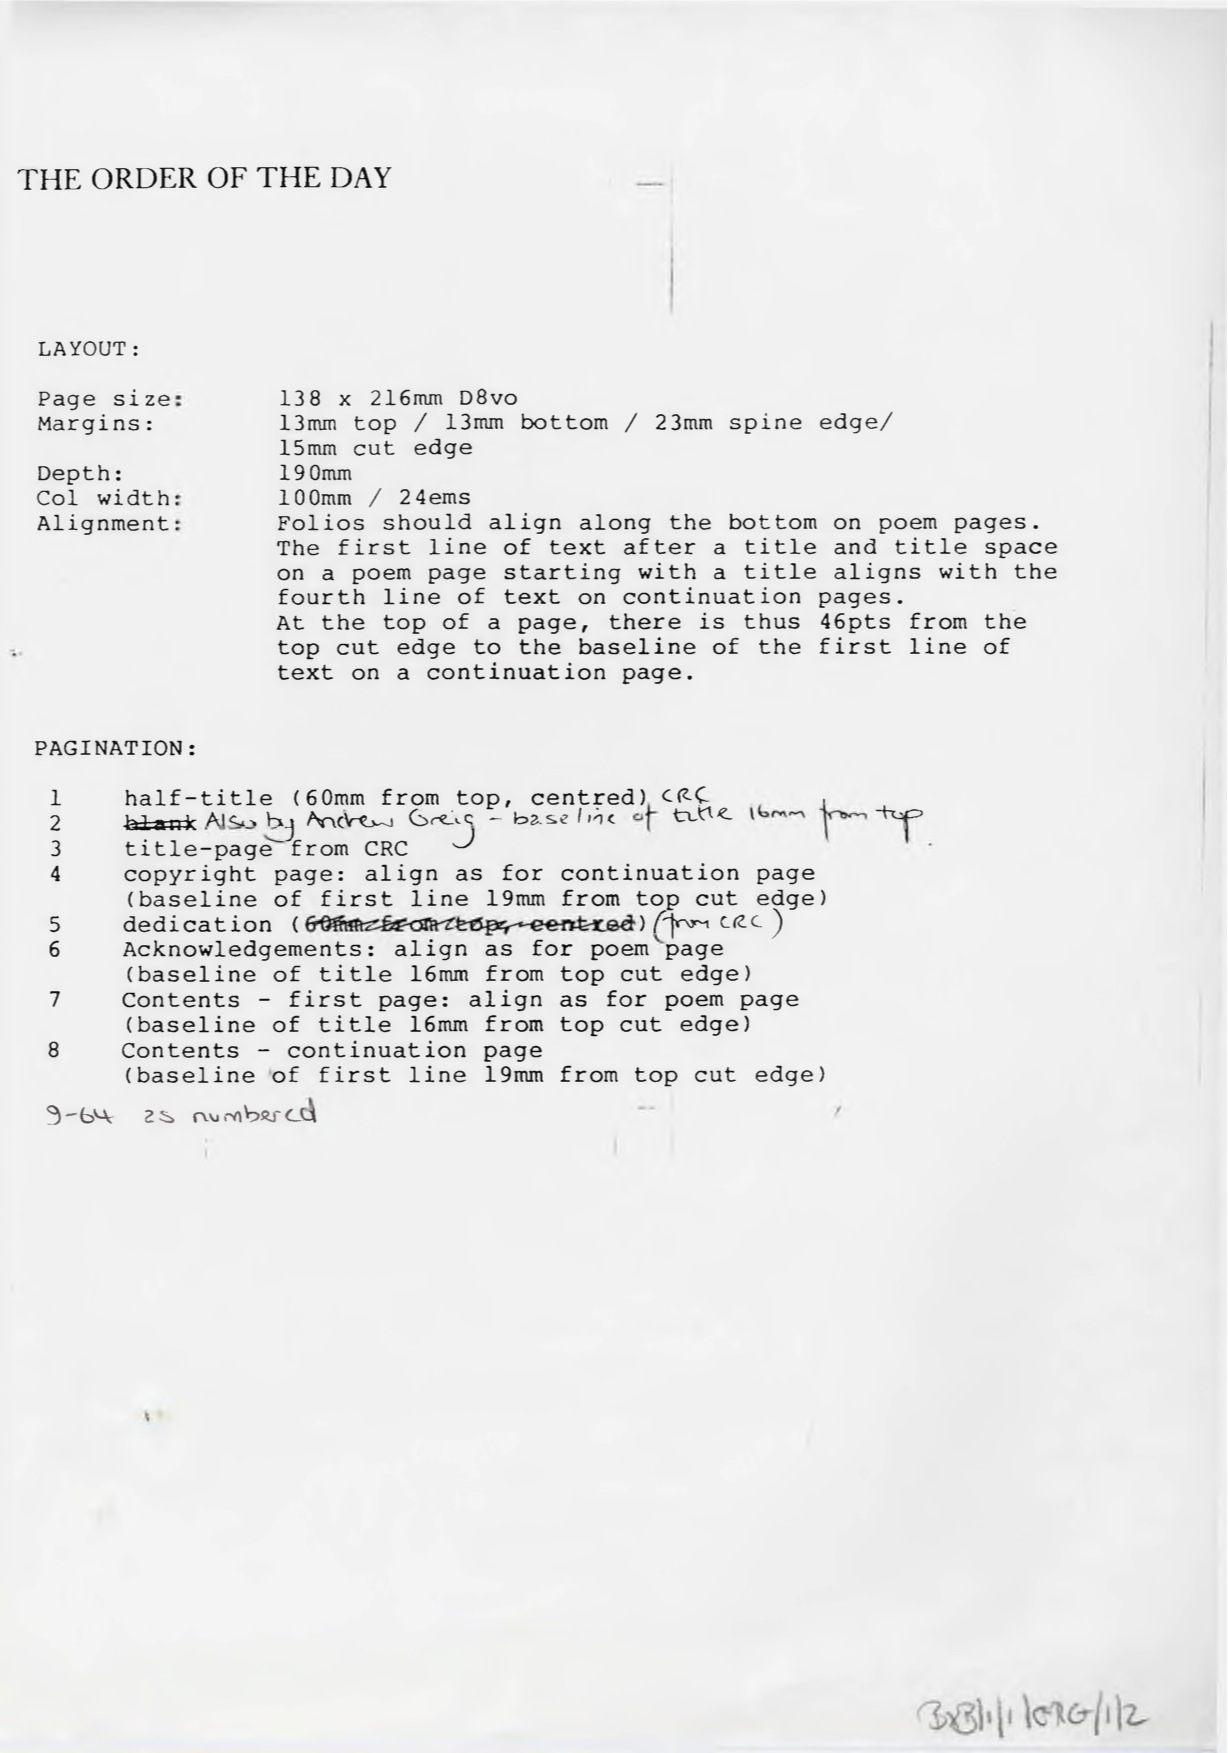 THE ORDER OF THE DAY
LAYOUT:
Page size: 138 x 216mm D8vo
Margins: 13mm top / 13mm bottom / 23mm spine edge/
15mm cut edge
Depth: 190mm
Col width: 100mm / 24ems
Alignment: Folios should align along the bottom on poem pages.
The first line of text after a title and title space
on a poem page starting with a title aligns with the
fourth line of text on continuation pages.
At the top of a page, there is thus 46pts from the
top cut edge to the baseline of the first line of
text on a continuation page.
PAGINATION:
1 half-title (60mm from top, centred) CRC
2 blank Also by Andrew Greig - baseline of title 16mm from top
3 title-page from CRC
4 copyright page: align as for continuation page
(baseline of first line 19mm from top cut edge)
5 dedication (60mm from top, centred) (from CRC)
6 Acknowledgements: align as for poem page
(baseline of title 16mm from top cut edge)
7 Contents - first page: align as for poem page
(baseline of title 16mm from top cut edge)
8 Contents - continuation page
(baseline of first line 19mm from top cut edge)
9-64 as numbered
BXB/1/1/GRG/1/2